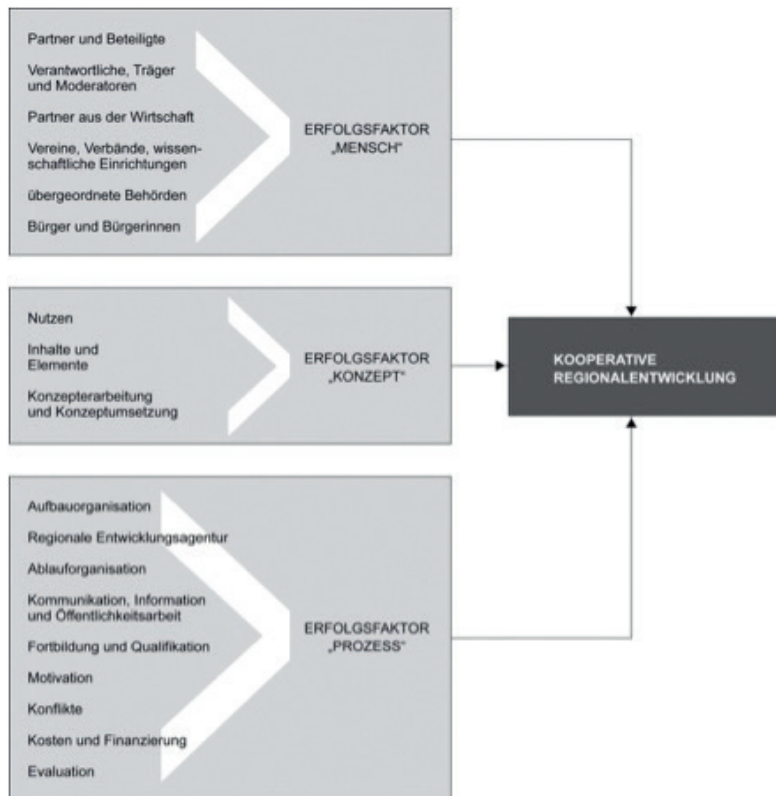 Partner und Beteiligte
Verantwortliche, Träger
und Moderatoren
Partner aus der Wirtschaft
Vereine, Verbände, wissen-
schaftliche Einrichtungen
übergeordnete Behörden
Bürger und Bürgerinnen
ERFOLGSFAKTOR
„MENSCH“
Nutzen
Inhalte und
Elemente
Konzepterarbeitung
und Konzeptumsetzung
ERFOLGSFAKTOR
„KONZEPT“
KOOPERATIVE
REGIONALENTWICKLUNG
Aufbauorganisation
Regionale Entwicklungsagentur
Ablauforganisation
Kommunikation, Information
und Öffentlichkeitsarbeit
Fortbildung und Qualifikation
Motivation
Konflikte
Kosten und Finanzierung
Evaluation
ERFOLGSFAKTOR
„PROZESS“